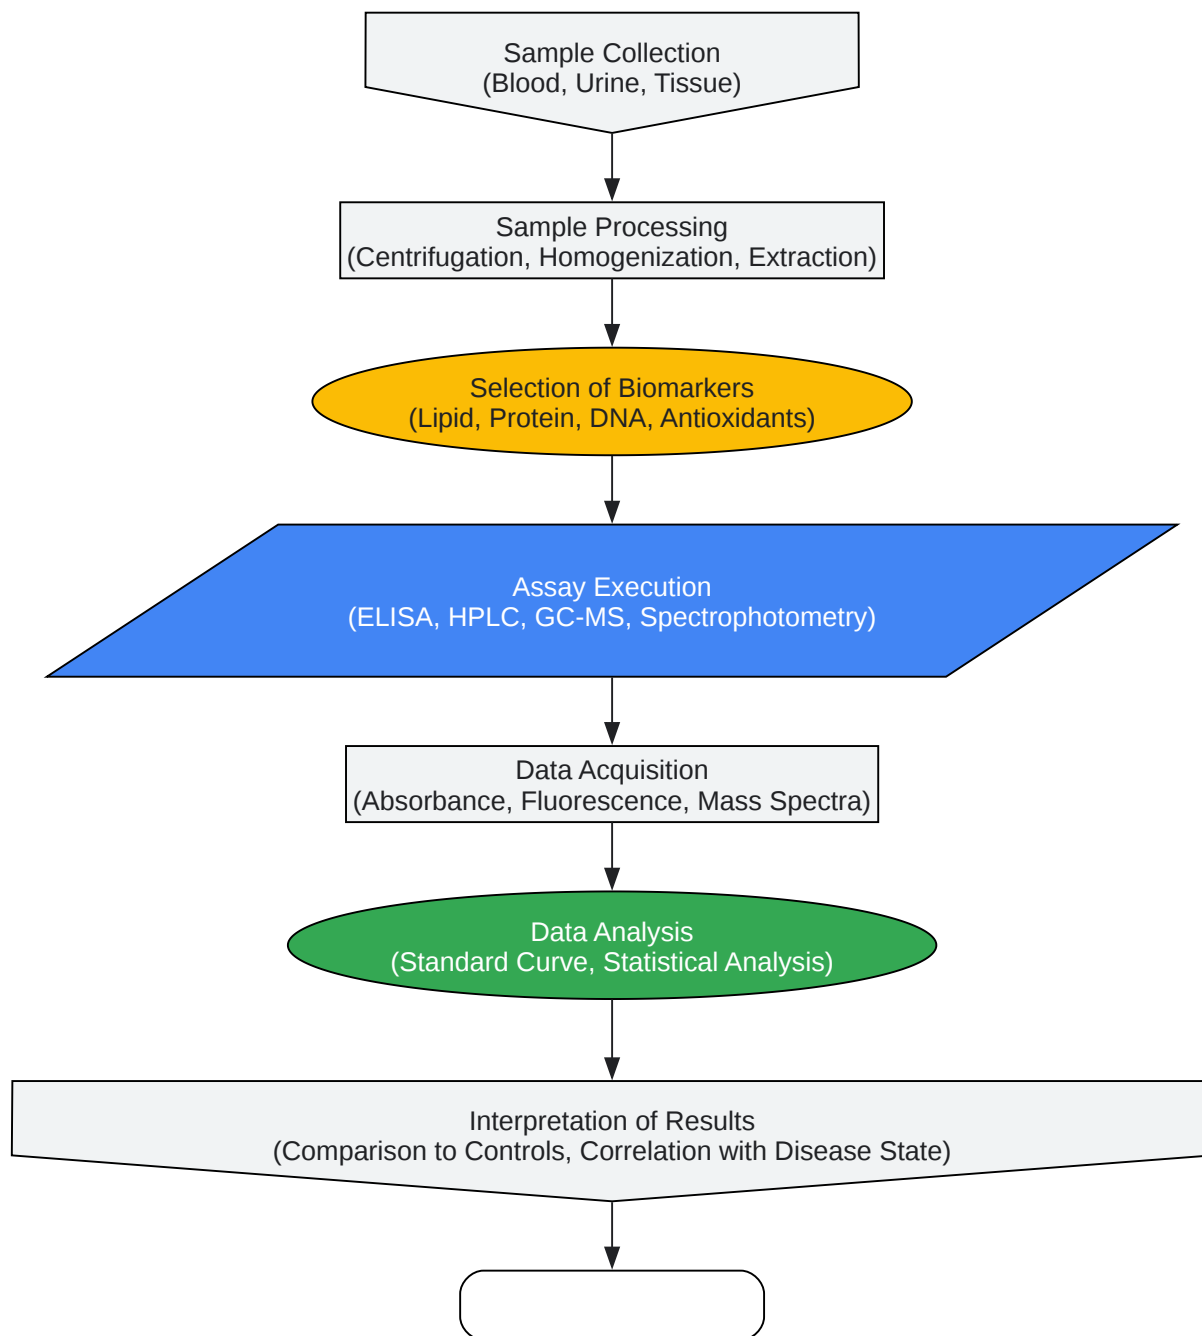 Sample Collection
(Blood, Urine, Tissue)
Sample Processing
(Centrifugation, Homogenization, Extraction)
Selection of Biomarkers
(Lipid, Protein, DNA, Antioxidants)
Assay Execution
(ELISA, HPLC, GC-MS, Spectrophotometry)
Data Acquisition
(Absorbance, Fluorescence, Mass Spectra)
Data Analysis
(Standard Curve, Statistical Analysis)
Interpretation of Results
(Comparison to Controls, Correlation with Disease State)